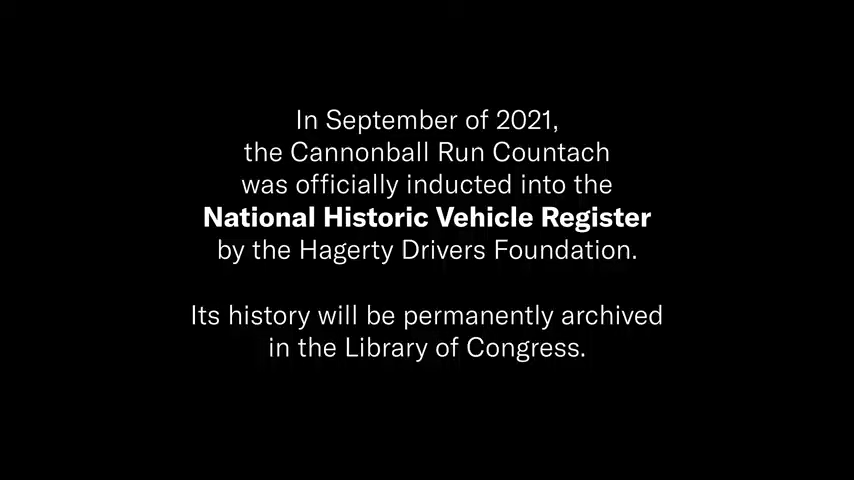 In September of 2021,
the Cannonball Run Countach
was officially inducted into the
National Historic Vehicle Register
by the Hagerty Drivers Foundation.
Its history will be permanently archived
in the Library of Congress.